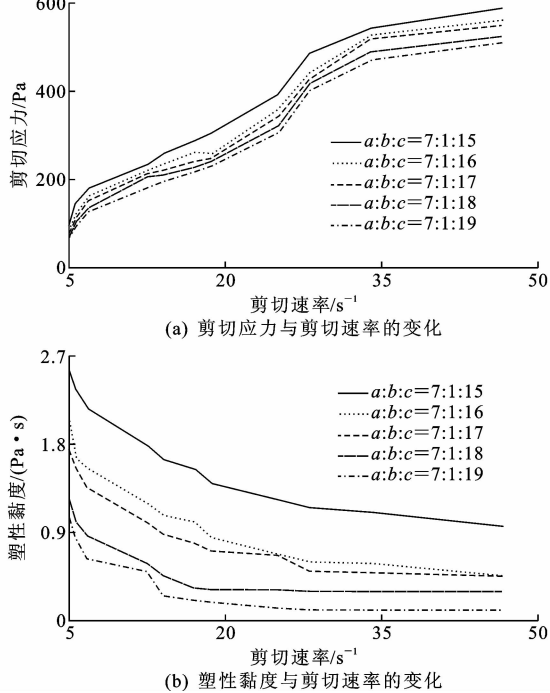 600
400
200
0
剪切应力/Pa
a:b:c=7:1:15
a:b:c=7:1:16
a:b:c=7:1:17
a:b:c=7:1:18
a:b:c=7:1:19
5 20 35 50
剪切速率/s⁻¹
(a) 剪切应力与剪切速率的变化
2.7
1.8
0.9
0
塑性黏度/(Pa·s)
a:b:c=7:1:15
a:b:c=7:1:16
a:b:c=7:1:17
a:b:c=7:1:18
a:b:c=7:1:19
5 20 35 50
剪切速率/s⁻¹
(b) 塑性黏度与剪切速率的变化